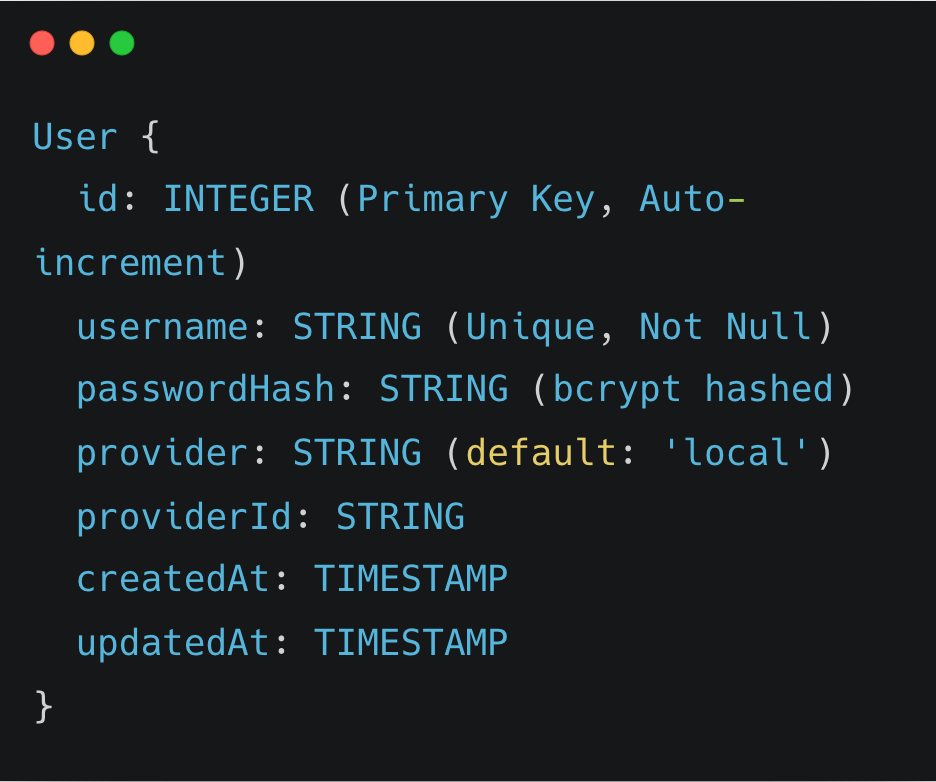 User {
  id: INTEGER (Primary Key, Auto-
increment)
  username: STRING (Unique, Not Null)
  passwordHash: STRING (bcrypt hashed)
  provider: STRING (default: 'local')
  providerId: STRING
  createdAt: TIMESTAMP
  updatedAt: TIMESTAMP
}